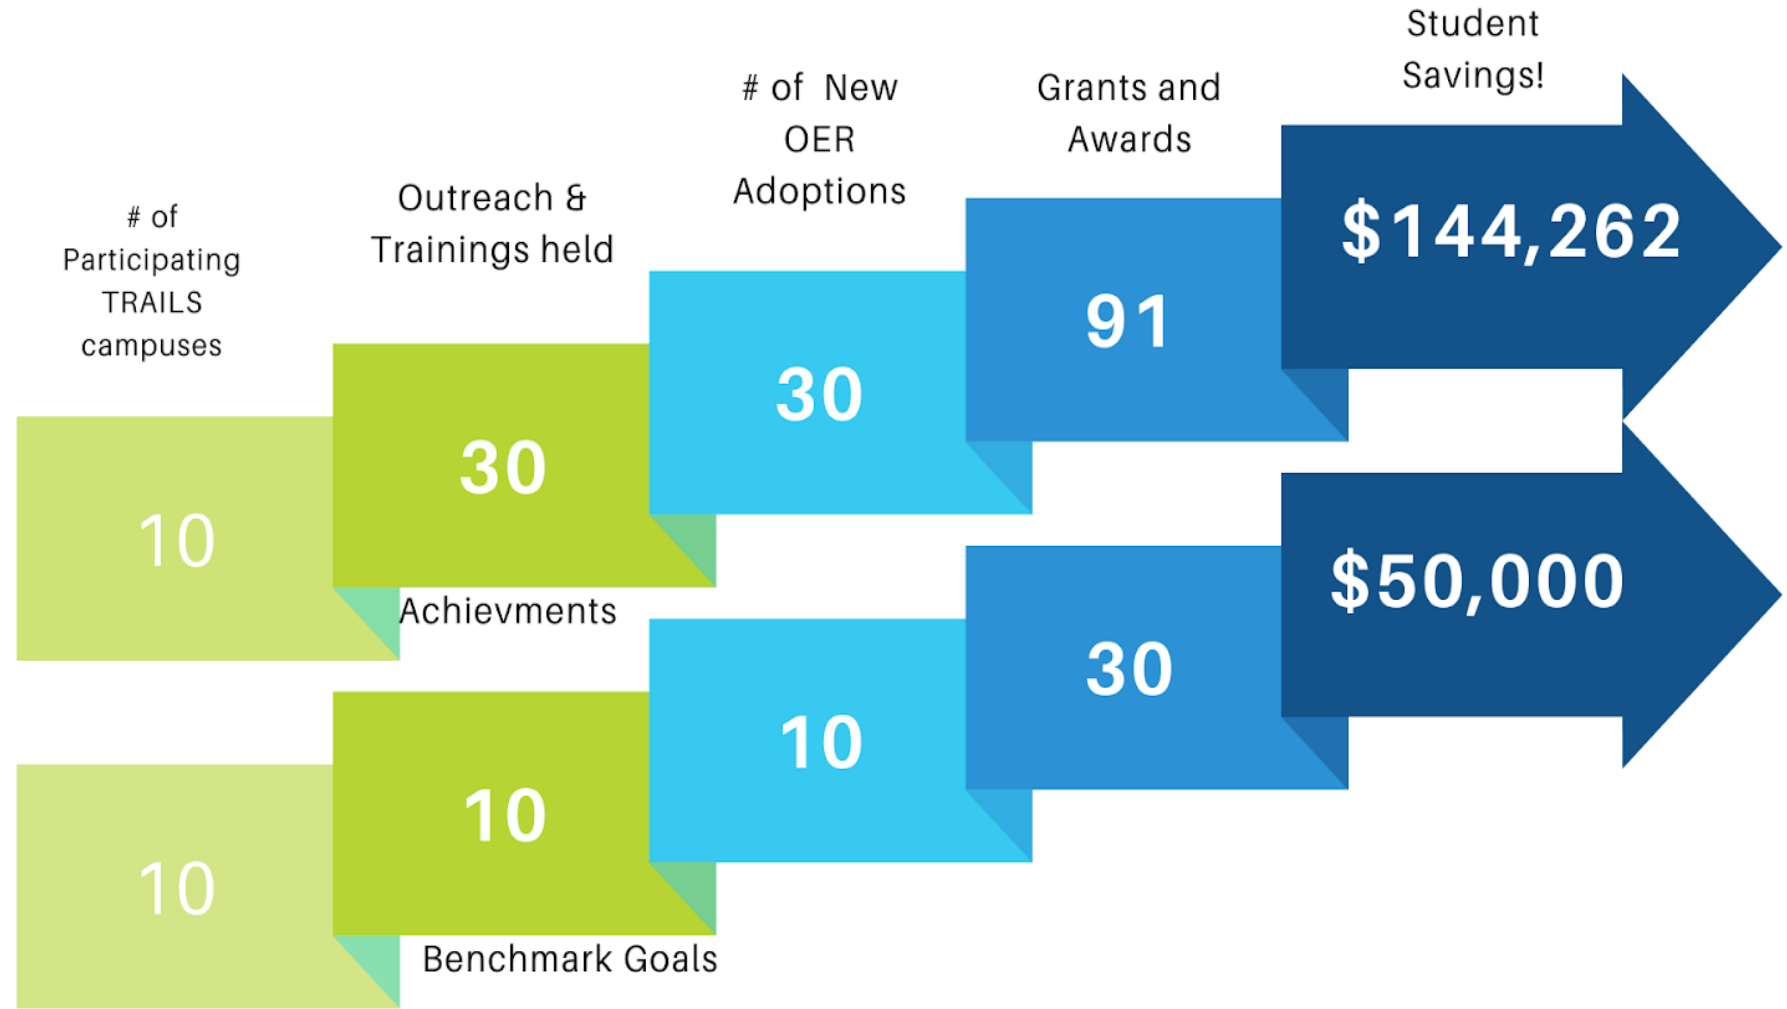 # of
Participating
TRAILS
campuses
Outreach &
Trainings held
# of New
OER
Adoptions
Grants and
Awards
Student
Savings!
10
30
30
91
$144,262
Achievments
10
10
10
30
$50,000
Benchmark Goals